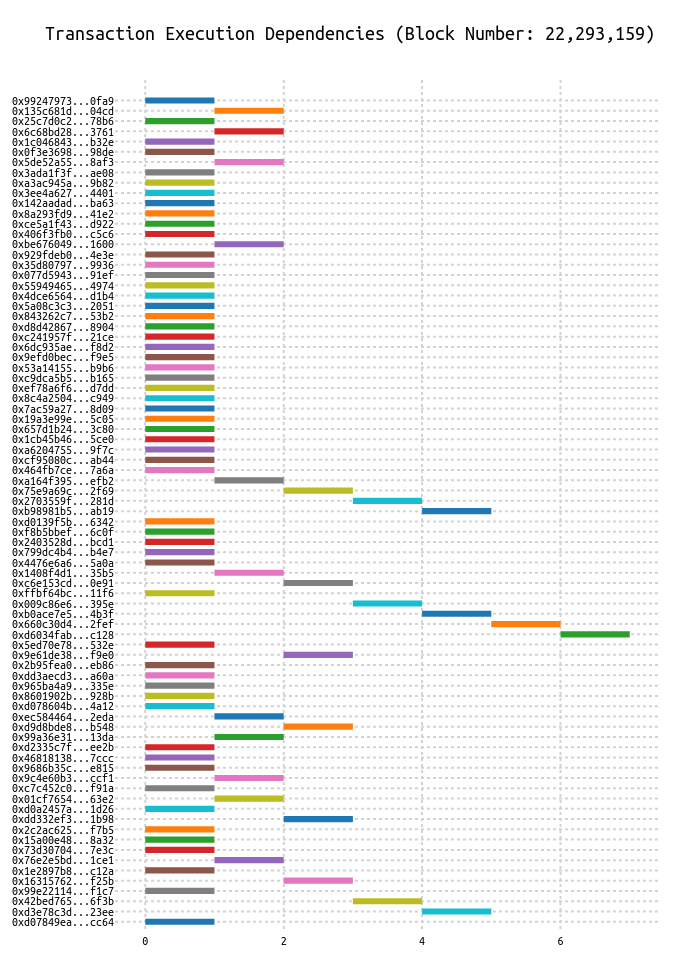 Transaction Execution Dependencies (Block Number: 22,293,159)
0x99247973...0fa9
0x135c681d...04cd
0x25c7d0c2...78b6
0x6c68bd28...3761
0x1c046843...b32e
0x0f3e3698...98de
0x5de52a55...8af3
0x3ada1f3f...ae08
0xa3ac945a...9b82
0x3ee4a627...4401
0x142aadad...ba63
0x8a293fd9...41e2
0xce5a1f43...d922
0x406f3fb0...c5c6
0xbe676049...1600
0x929fdeb0...4e3e
0x35d80797...9936
0x077d5943...91ef
0x55949465...4974
0x4dce6564...d1b4
0x5a08c3c3...2051
0x843262c7...53b2
0xd8d42867...8904
0xc241957f...21ce
0x6dc935ae...f8d2
0x9efd0bec...f9e5
0x53a14155...b9b6
0xc9dca5b5...b165
0xef78a6f6...d7dd
0x8c4a2504...c949
0x7ac59a27...8d09
0x19a3e99e...5c05
0x657d1b24...3c80
0x1cb45b46...5ce0
0xa6204755...9f7c
0xcf95080c...ab44
0x464fb7ce...7a6a
0xa164f395...efb2
0x75e9a69c...2f69
0x2703559f...281d
0xb98981b5...ab19
0xd0139f5b...6342
0xf8b5bbef...6c0f
0x2403528d...bcd1
0x799dc4b4...b4e7
0x4476e6a6...5a0a
0x1408f4d1...35b5
0xc6e153cd...0e91
0xffbf64bc...11f6
0x009c86e6...395e
0xb0ace7e5...4b3f
0x660c30d4...2fef
0xd6034fab...c128
0x5ed70e78...532e
0x9e61de38...f9e0
0x2b95fea0...eb86
0xdd3aecd3...a60a
0x965ba4a9...335e
0x8601902b...928b
0xd078604b...4a12
0xec584464...2eda
0xd9d8bde8...b548
0x99a36e31...13da
0xd2335c7f...ee2b
0x46818138...7ccc
0x9686b35c...e815
0x9c4e60b3...ccf1
0xc7c452c0...f91a
0x01cf7654...63e2
0xd0a2457a...1d26
0xdd332ef3...1b98
0x2c2ac625...f7b5
0x15a00e48...8a32
0x73d30704...7e3c
0x76e2e5bd...1ce1
0x1e2897b8...c12a
0x16315762...f25b
0x99e22114...f1c7
0x42bed765...6f3b
0xd3e78c3d...23ee
0xd07849ea...cc64
0 2 4 6